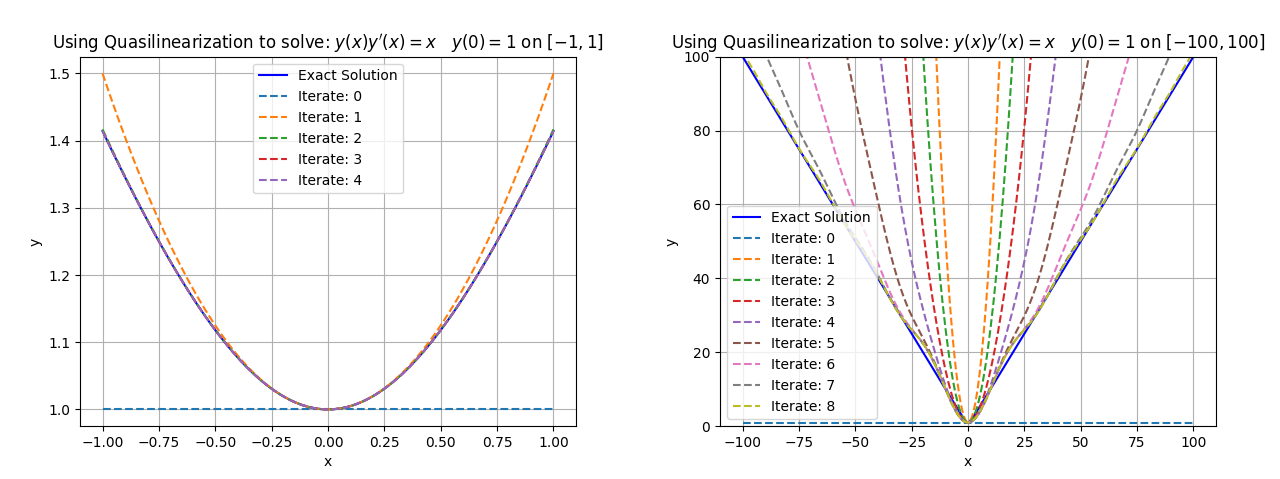 Using Quasilinearization to solve: y(x)y′(x) = x   y(0) = 1 on [−1, 1]
1.5
1.4
1.3
1.2
1.1
1.0
y
Exact Solution
Iterate: 0
Iterate: 1
Iterate: 2
Iterate: 3
Iterate: 4
−1.00 −0.75 −0.50 −0.25 0.00 0.25 0.50 0.75 1.00
x
Using Quasilinearization to solve: y(x)y′(x) = x   y(0) = 1 on [−100, 100]
100
80
60
40
20
0
y
Exact Solution
Iterate: 0
Iterate: 1
Iterate: 2
Iterate: 3
Iterate: 4
Iterate: 5
Iterate: 6
Iterate: 7
Iterate: 8
−100 −75 −50 −25 0 25 50 75 100
x